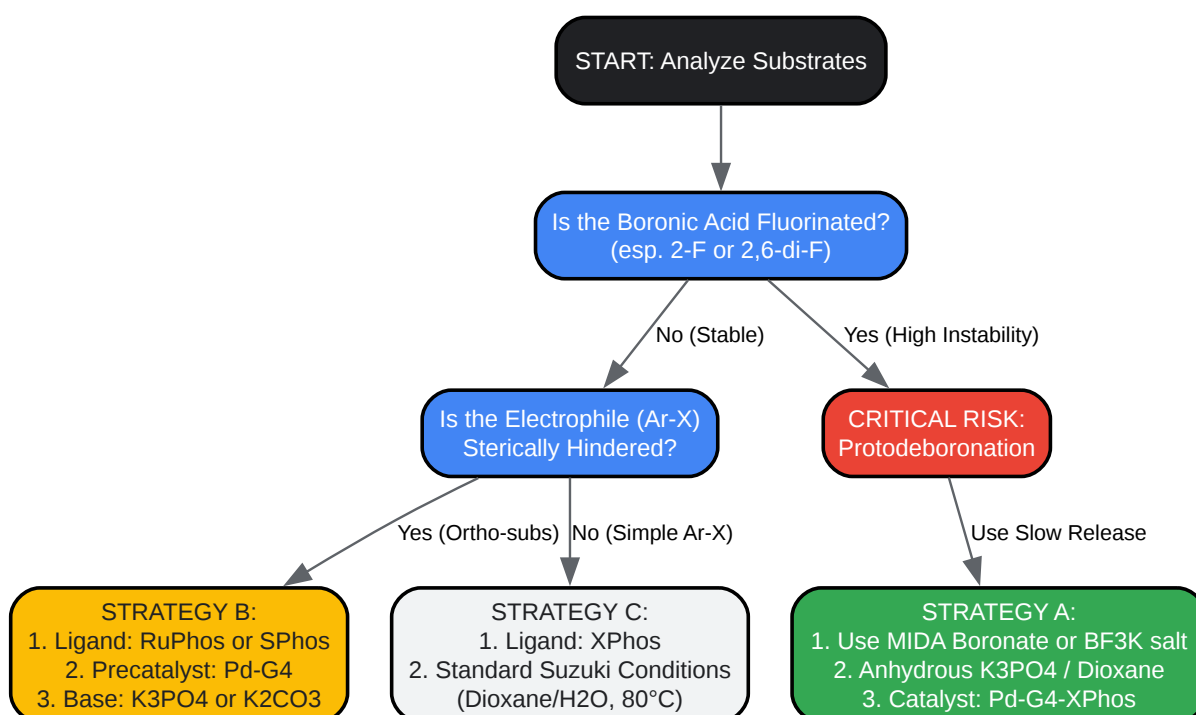 START: Analyze Substrates
Is the Boronic Acid Fluorinated?
(esp. 2-F or 2,6-di-F)
No (Stable)
Yes (High Instability)
Is the Electrophile (Ar-X)
Sterically Hindered?
CRITICAL RISK:
Protodeboronation
Yes (Ortho-subs)
No (Simple Ar-X)
Use Slow Release
STRATEGY B:
1. Ligand: RuPhos or SPhos
2. Precatalyst: Pd-G4
3. Base: K3PO4 or K2CO3
STRATEGY C:
1. Ligand: XPhos
2. Standard Suzuki Conditions
(Dioxane/H2O, 80°C)
STRATEGY A:
1. Use MIDA Boronate or BF3K salt
2. Anhydrous K3PO4 / Dioxane
3. Catalyst: Pd-G4-XPhos